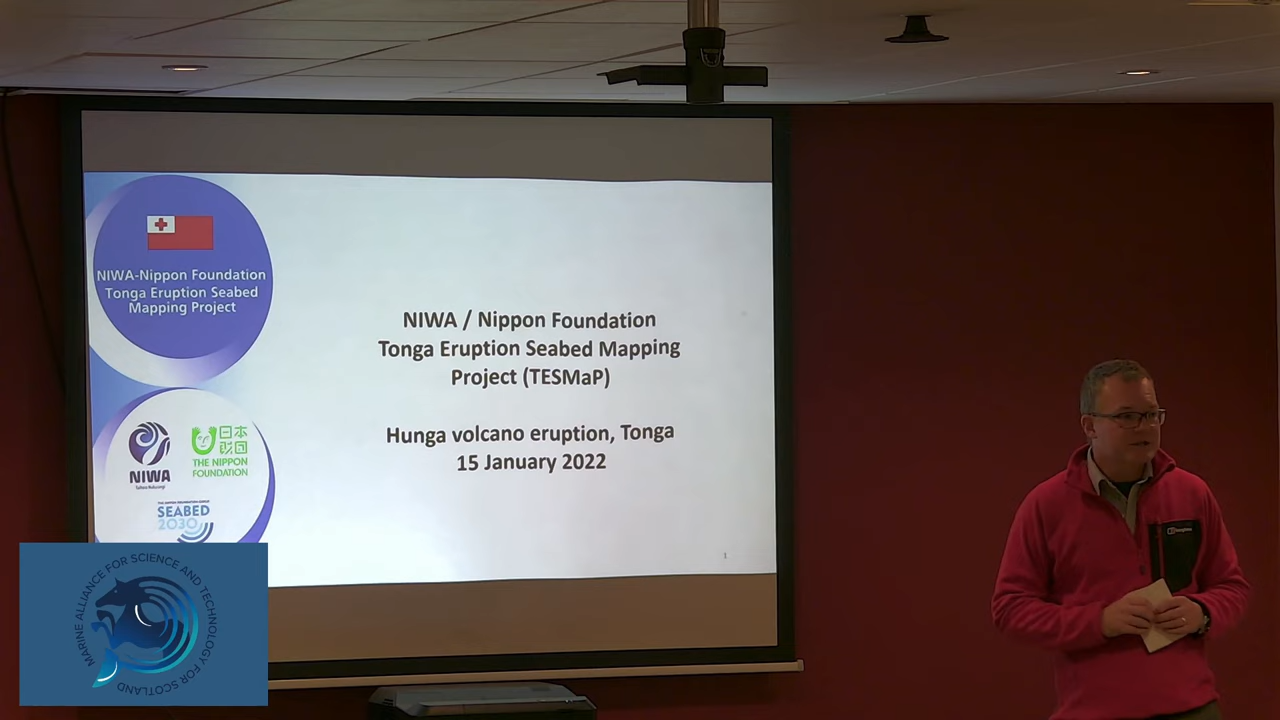 NIWA-Nippon Foundation
Tonga Eruption Seabed
Mapping Project
NIWA / Nippon Foundation
Tonga Eruption Seabed Mapping
Project (TESMaP)
Hunga volcano eruption, Tonga
15 January 2022
NIWA
日本
財団
THE NIPPON
FOUNDATION
SEABED
2030
1
MARINE ALLIANCE FOR SCIENCE AND TECHNOLOGY FOR SCOTLAND